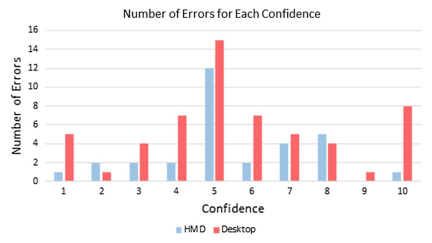 Number of Errors for Each Confidence
Number of Errors
16
14
12
10
8
6
4
2
0
1 2 3 4 5 6 7 8 9 10
Confidence
HMD Desktop